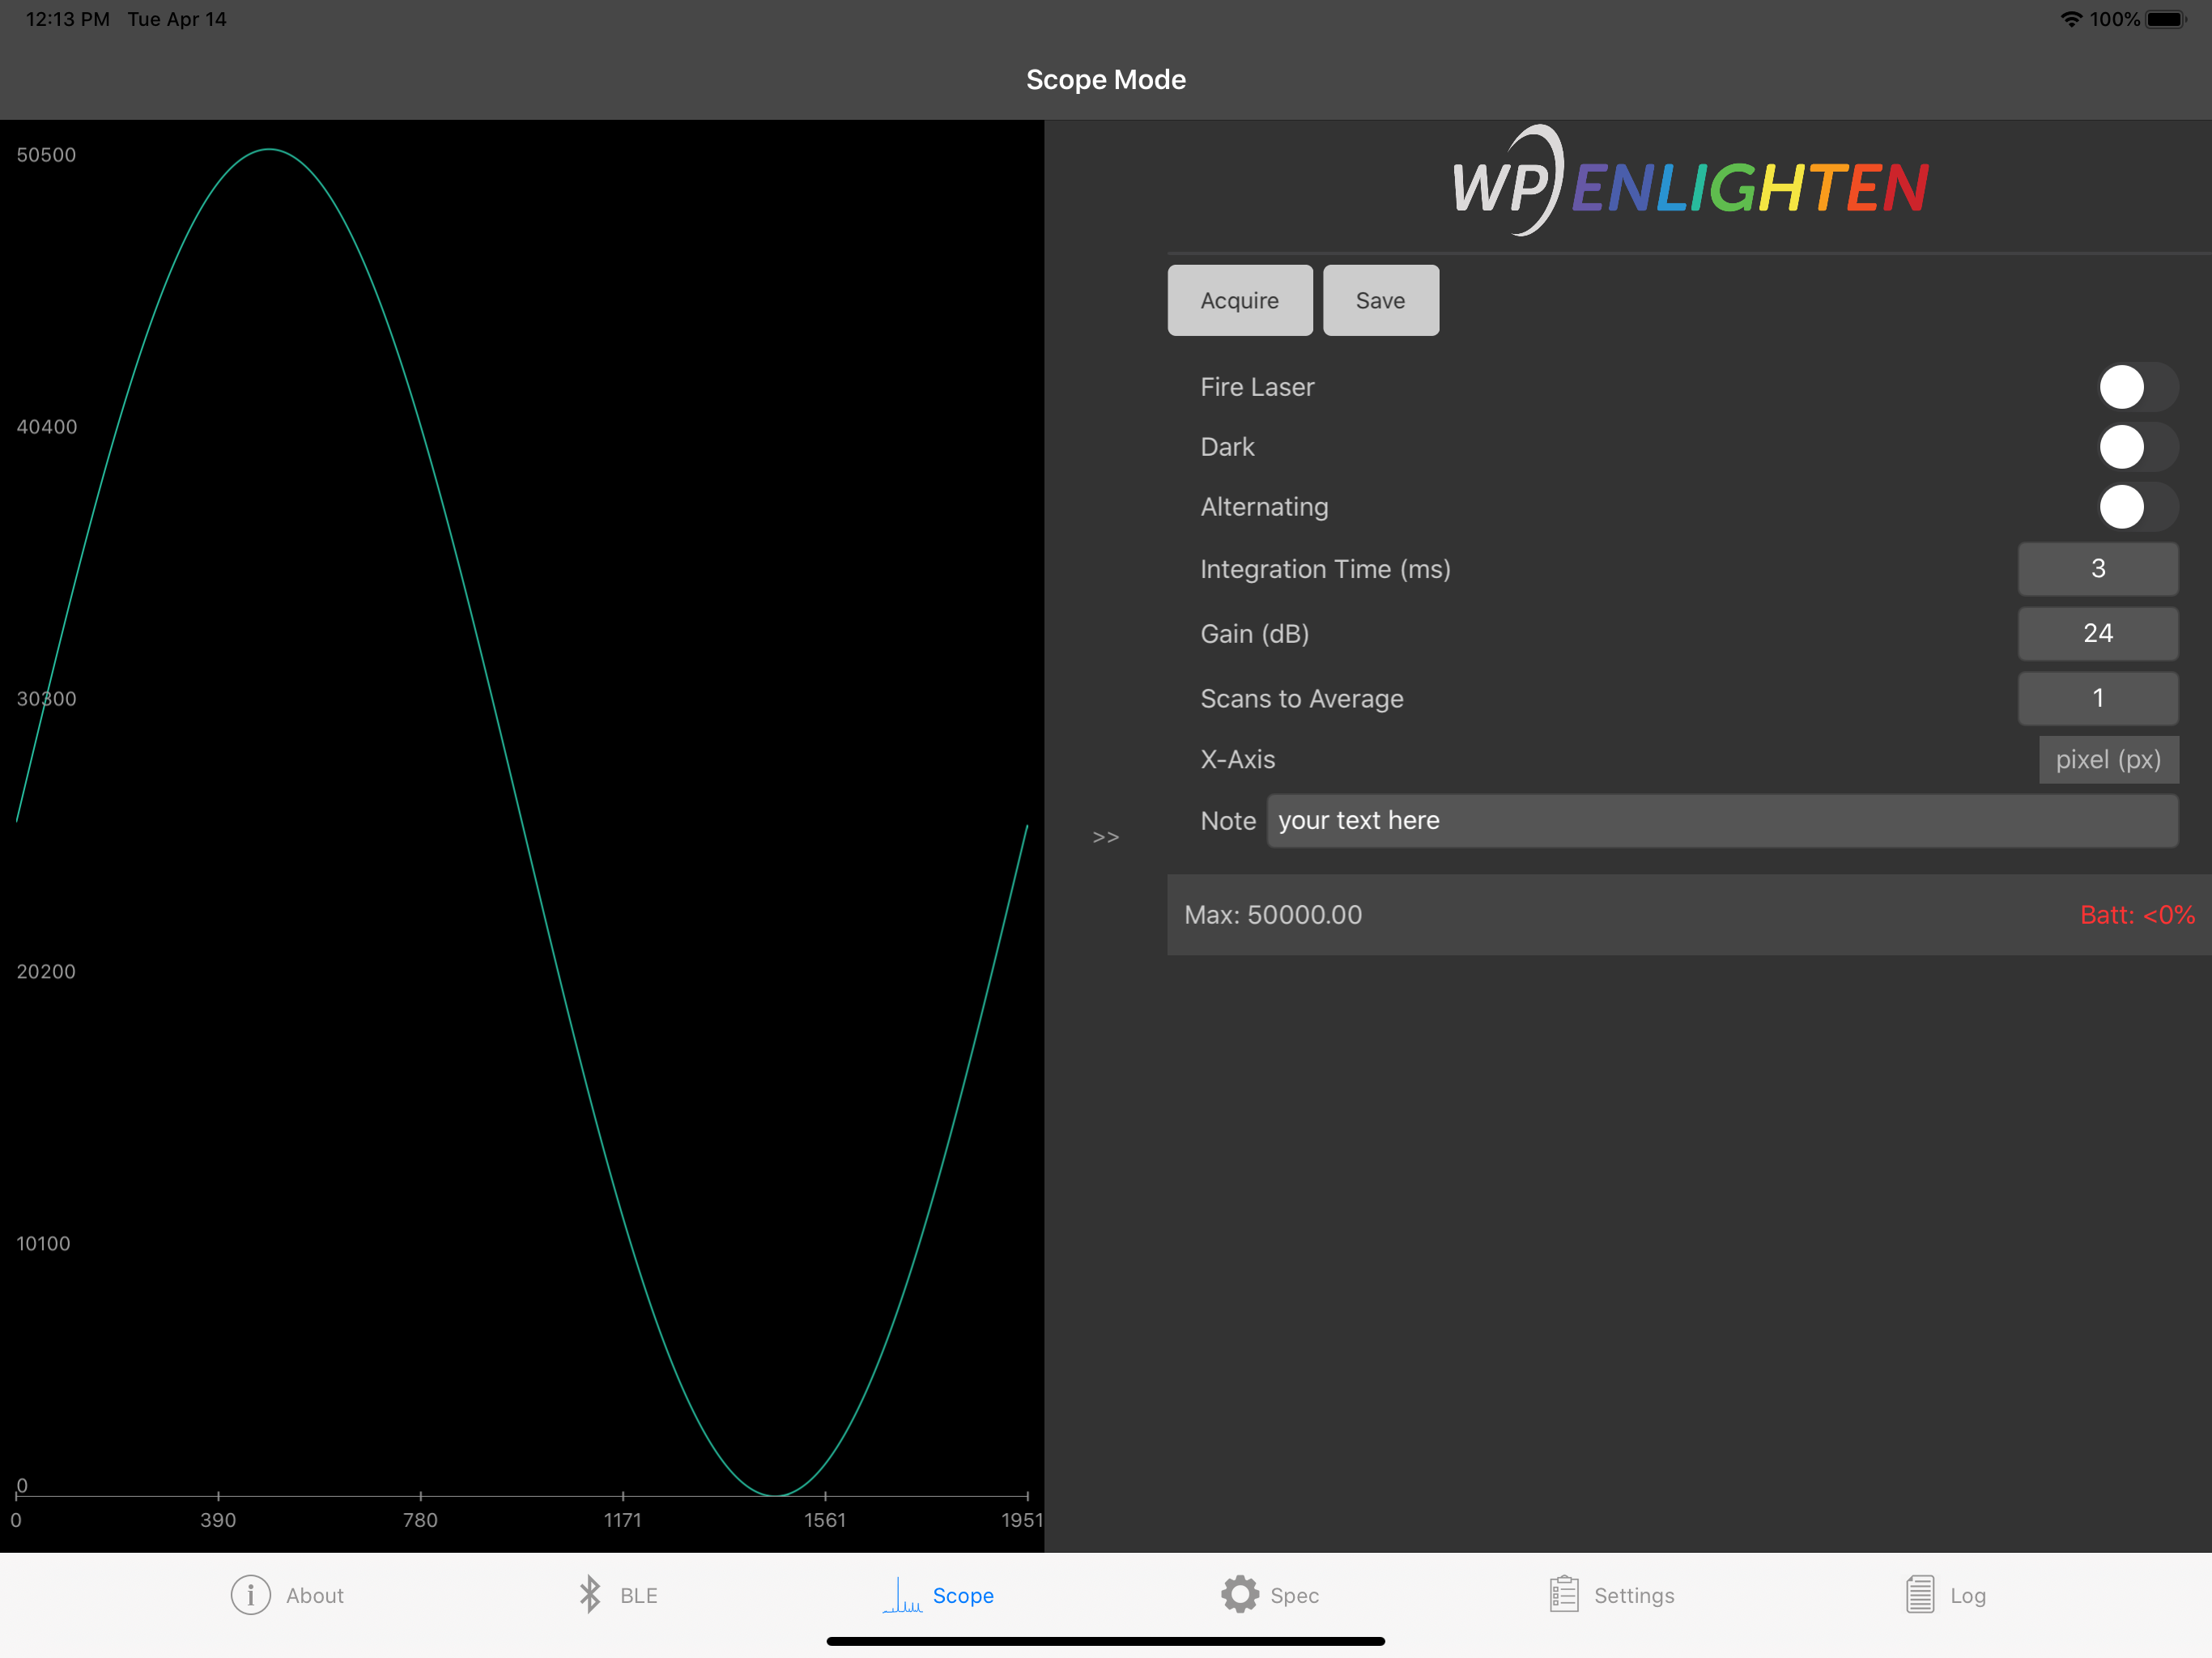 12:13 PM Tue Apr 14 100%
Scope Mode
50500
40400
30300
20200
10100
0
0 390 780 1171 1561 1951
>>
WP ENLIGHTEN
Acquire Save
Fire Laser
Dark
Alternating
Integration Time (ms) 3
Gain (dB) 24
Scans to Average 1
X-Axis pixel (px)
Note your text here
Max: 50000.00 Batt: <0%
About BLE Scope Spec Settings Log